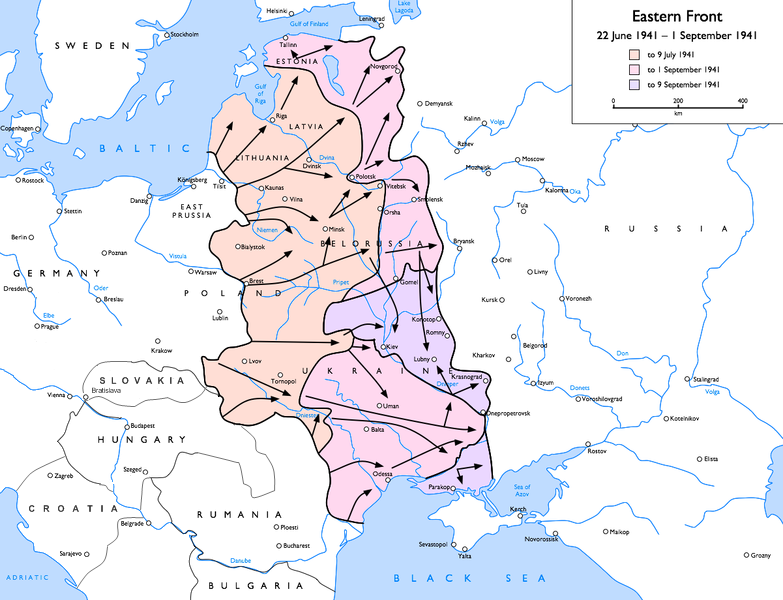 Eastern Front
22 June 1941 – 1 September 1941
to 9 July 1941
to 1 September 1941
to 9 September 1941
0 200 400
km
Helsinki
Leningrad
Lake
Lagoda
Gulf of Finland
Stockholm
SWEDEN
Tallinn
ESTONIA
Novgorod
Gulf
of
Riga
Demyansk
Riga
Kalinn
Volga
Copenhagen
LATVIA
BALTIC
Rzhev
LITHUANIA
Dvina
Dvinsk
Moscow
Mozhaisk
Rostock
Königsberg
Tilsit
Polotsk
Vitebsk
Kaunas
Kalomna
Oka
Danzig
Vilna
Smolensk
Stettin
EAST
PRUSSIA
Orsha
Tula
Niemen
Minsk
RUSSIA
Berlin
Bialystok
BELORUSSIA
Bryansk
Poznan
Vistula
Orel
GERMANY
Warsaw
Livny
Dresden
Oder
POLAND
Brest
Pripet
Gomel
Breslau
Kursk
Voronezh
Elbe
Lublin
Konotop
Prague
Romny
Belgorod
Krakow
Kiev
Kharkov
Don
Lvov
Lubny
SLOVAKIA
Tornopol
UKRAINE
Krasnograd
Stalingrad
Bratislava
Dnieper
Izyum
Donetz
Volga
Vienna
Voroshilovgrad
Uman
Dniester
Dnepropetrovsk
Kotelnikov
Budapest
Balta
HUNGARY
Rostov
Szeged
Elista
Zagreb
Odessa
Parakop
Sea of
Azov
CROATIA
RUMANIA
Kerch
Belgrade
Ploesti
Maikop
Novorossisk
Sarajevo
Bucharest
Sevastopol
Yalta
Grozny
Danube
ADRIATIC
BULGARIA
BLACK SEA